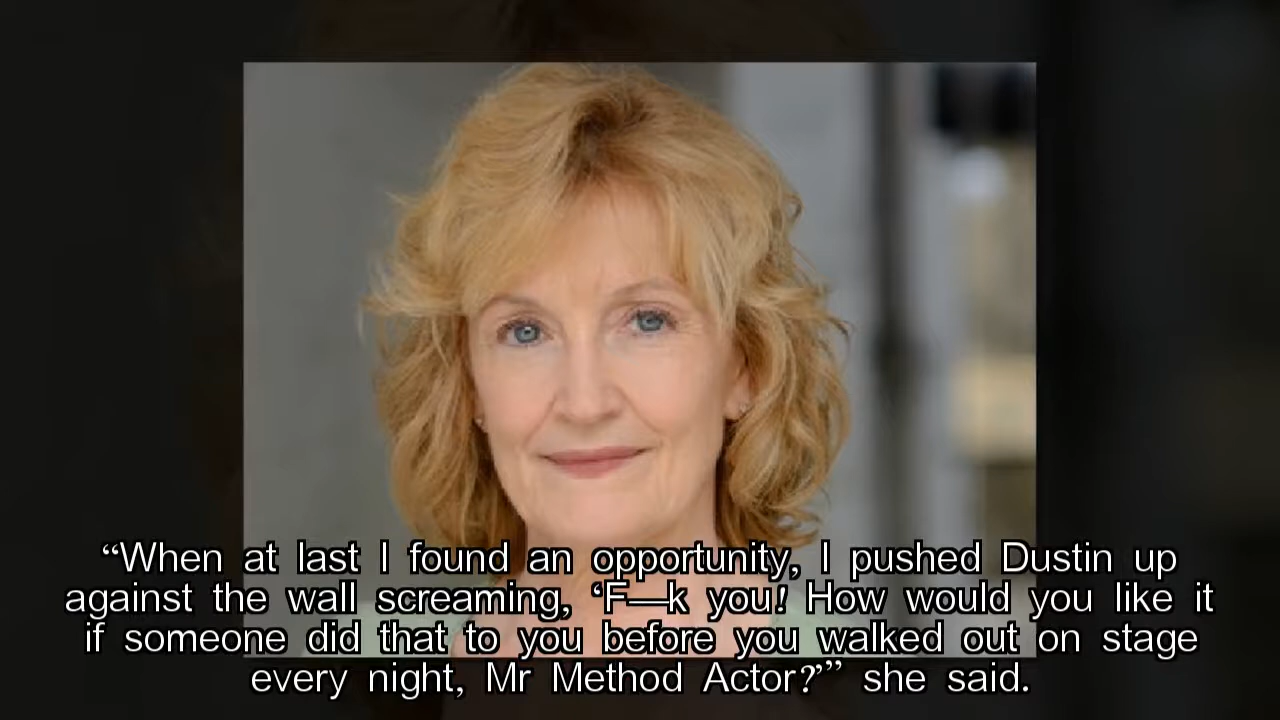 “When at last I found an opportunity, I pushed Dustin up
against the wall screaming, ‘F—k you! How would you like it
if someone did that to you before you walked out on stage
every night, Mr Method Actor?’” she said.